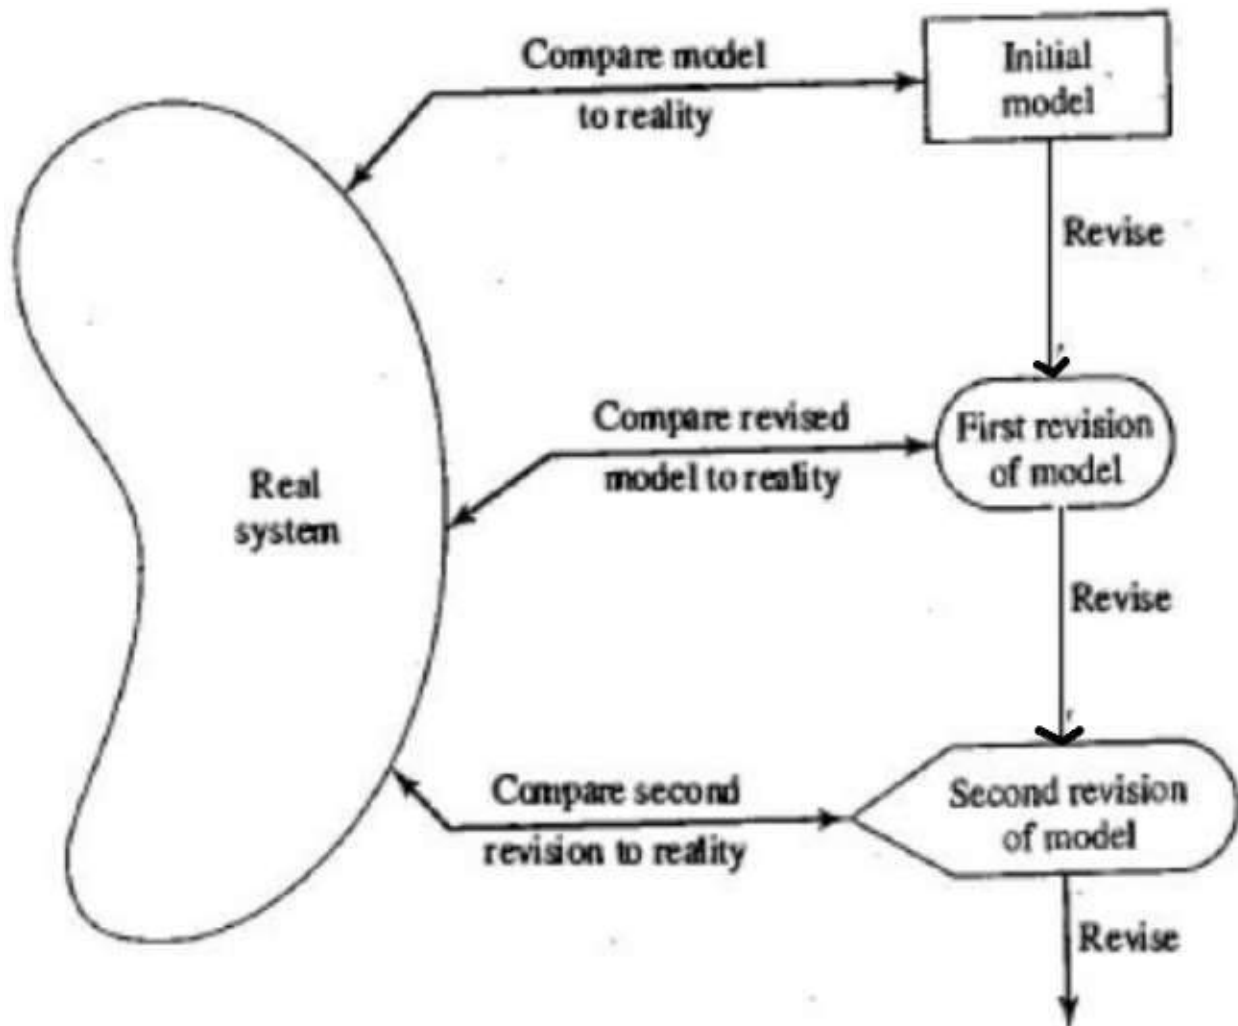 Compare model
to reality
Initial
model
Revise
Compare revised
model to reality
First revision
of model
Real
system
Revise
Compare second
revision to reality
Second revision
of model
Revise